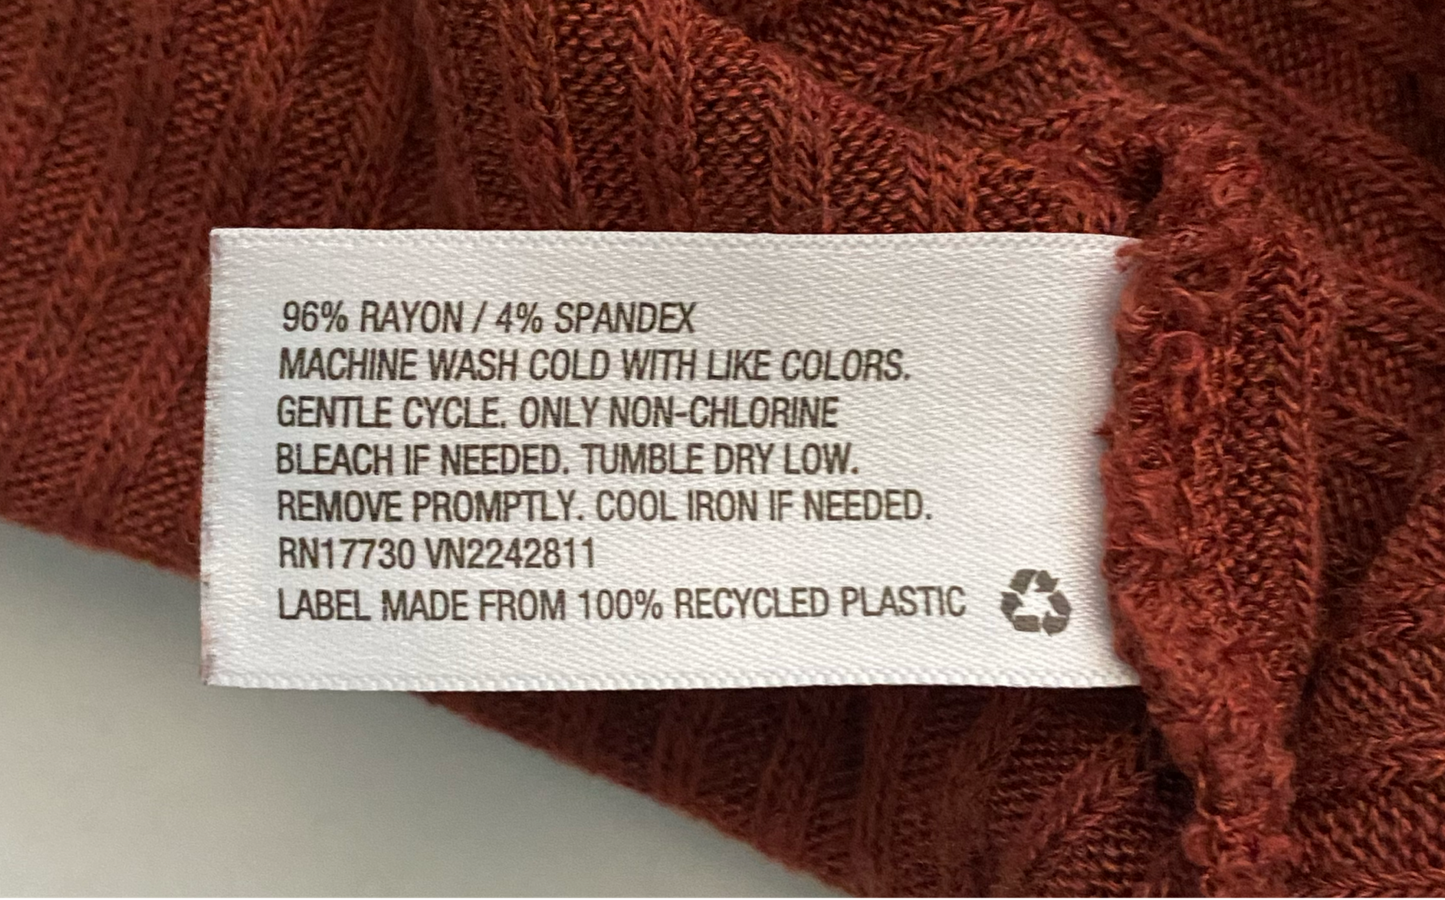 96% RAYON / 4% SPANDEX
MACHINE WASH COLD WITH LIKE COLORS.
GENTLE CYCLE. ONLY NON-CHLORINE
BLEACH IF NEEDED. TUMBLE DRY LOW.
REMOVE PROMPTLY. COOL IRON IF NEEDED.
RN17730 VN2242811
LABEL MADE FROM 100% RECYCLED PLASTIC